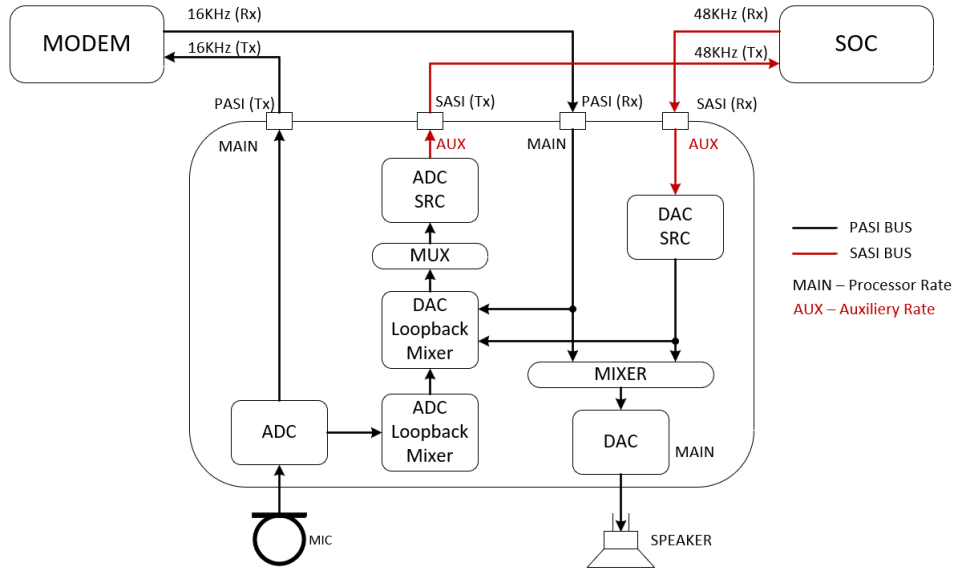 16KHz (Rx)
48KHz (Rx)
MODEM
SOC
16KHz (Tx)
48KHz (Tx)
PASI (Tx)
SASI (Tx)
PASI (Rx)
SASI (Rx)
MAIN
AUX
MAIN
AUX
ADC
SRC
DAC
SRC
MUX
DAC
Loopback
Mixer
MIXER
ADC
Loopback
Mixer
ADC
DAC
MAIN
MIC
SPEAKER
PASI BUS
SASI BUS
MAIN – Processor Rate
AUX – Auxiliery Rate